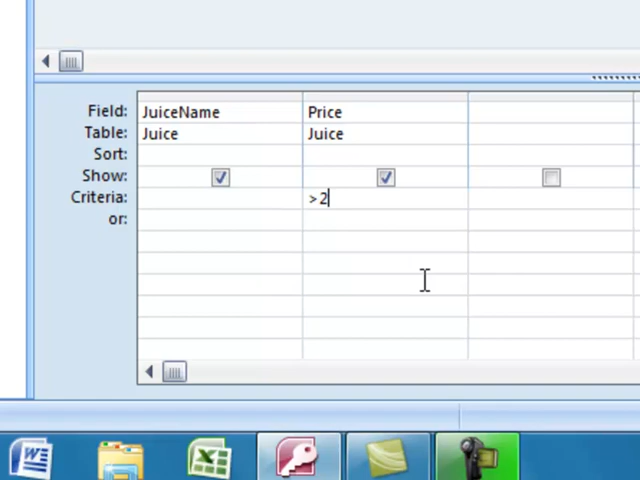 Field: JuiceName Price
Table: Juice Juice
Sort:
Show:
Criteria: >2
or: